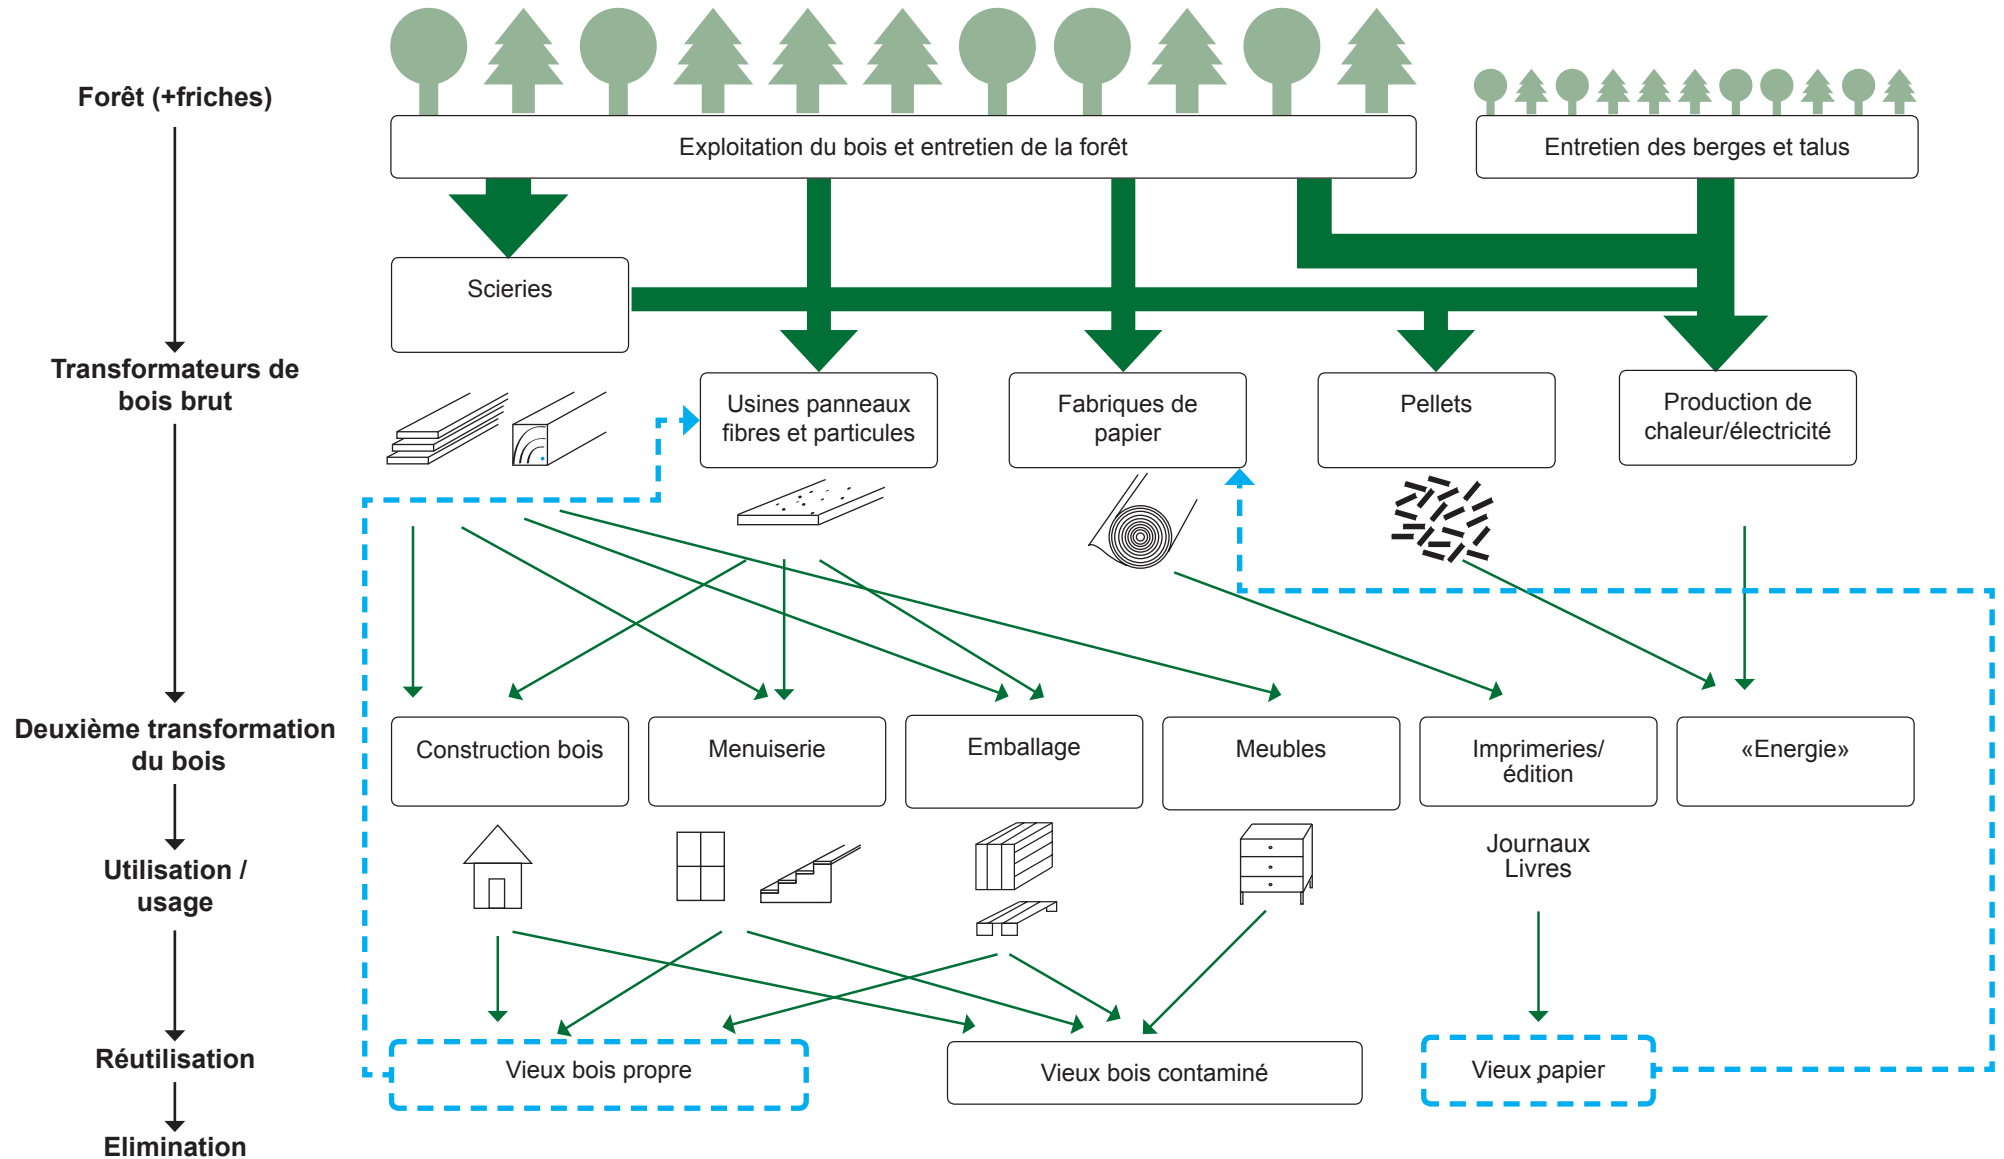 Forêt (+friches)
Exploitation du bois et entretien de la forêt
Entretien des berges et talus
Scieries
Transformateurs de
bois brut
Usines panneaux
fibres et particules
Fabriques de
papier
Pellets
Production de
chaleur/électricité
Deuxième transformation
du bois
Construction bois
Menuiserie
Emballage
Meubles
Imprimeries/
édition
«Energie»
Utilisation /
usage
Journaux
Livres
Réutilisation
Vieux bois propre
Vieux bois contaminé
Vieux papier
Elimination